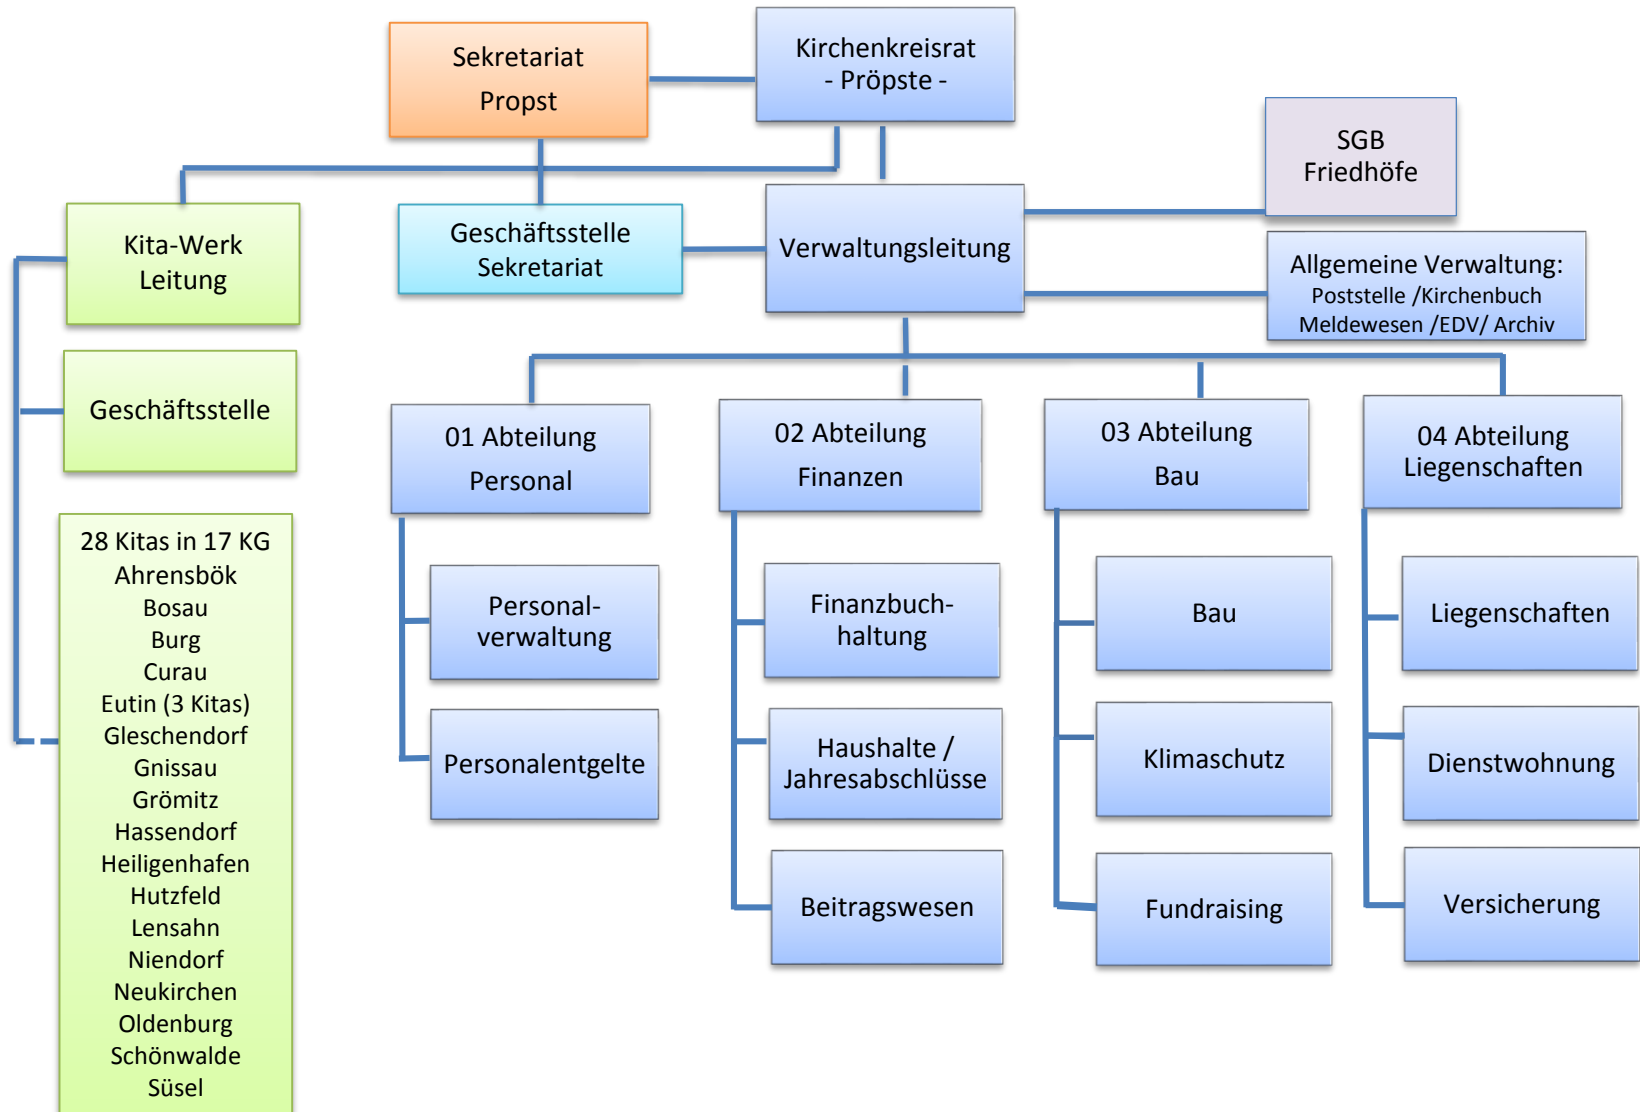 Sekretariat
Propst
Kirchenkreisrat
- Pröpste -
SGB
Friedhöfe
Kita-Werk
Leitung
Geschäftsstelle
Sekretariat
Verwaltungsleitung
Allgemeine Verwaltung:
Poststelle /Kirchenbuch
Meldewesen /EDV/ Archiv
Geschäftsstelle
01 Abteilung
Personal
02 Abteilung
Finanzen
03 Abteilung
Bau
04 Abteilung
Liegenschaften
28 Kitas in 17 KG
Ahrensbök
Bosau
Burg
Curau
Eutin (3 Kitas)
Gleschendorf
Gnissau
Grömitz
Hassendorf
Heiligenhafen
Hutzfeld
Lensahn
Niendorf
Neukirchen
Oldenburg
Schönwalde
Süsel
Personal-
verwaltung
Personalentgelte
Finanzbuch-
haltung
Haushalte /
Jahresabschlüsse
Beitragswesen
Bau
Klimaschutz
Fundraising
Liegenschaften
Dienstwohnung
Versicherung